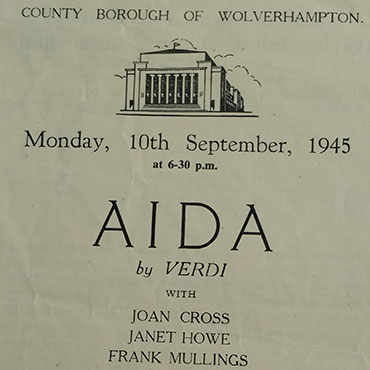 COUNTY BOROUGH OF WOLVERHAMPTON.
Monday, 10th September, 1945
at 6-30 p.m.
AIDA
by VERDI
WITH
JOAN CROSS
JANET HOWE
FRANK MULLINGS